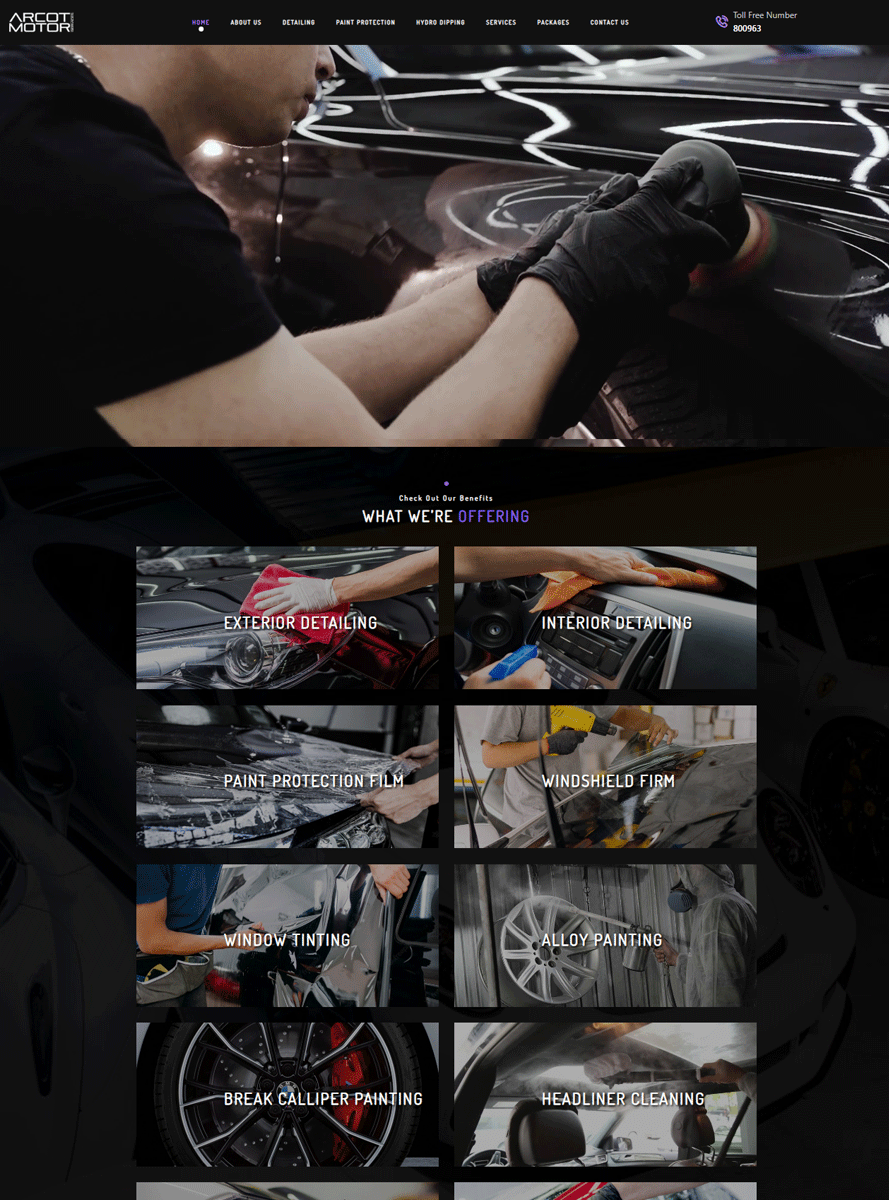 ARCOT
MOTOR
HOME
ABOUT US
DETAILING
PAINT PROTECTION
HYDRO DIPPING
SERVICES
PACKAGES
CONTACT US
Toll Free Number
800963
Check Out Our Benefits
WHAT WE'RE OFFERING
EXTERIOR DETAILING
INTERIOR DETAILING
PAINT PROTECTION FILM
WINDSHIELD FIRM
WINDOW TINTING
ALLOY PAINTING
BREAK CALLIPER PAINTING
HEADLINER CLEANING